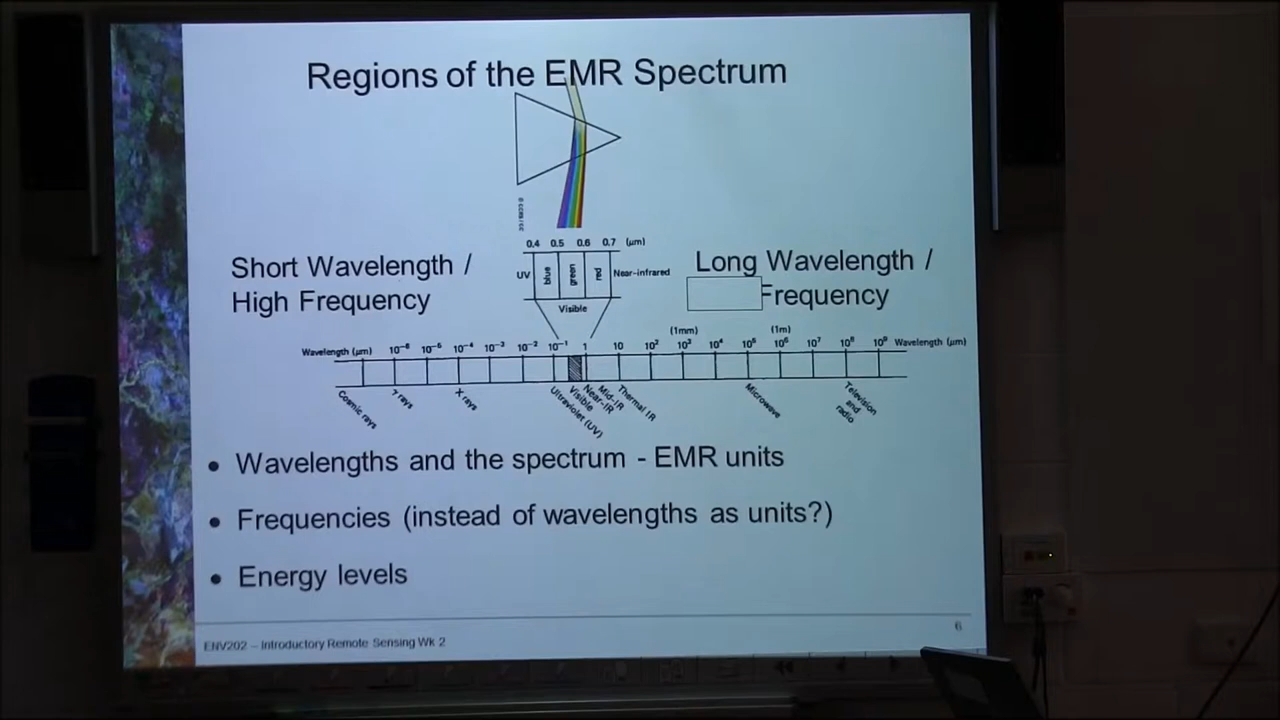 Regions of the EMR Spectrum
0.4 0.5 0.6 0.7 (μm)
UV blue green red Near-infrared
Visible
Short Wavelength /
High Frequency
Long Wavelength /
Frequency
(1mm) (1m)
Wavelength (μm) 10⁻⁶ 10⁻⁵ 10⁻⁴ 10⁻³ 10⁻² 10⁻¹ 1 10 10² 10³ 10⁴ 10⁵ 10⁶ 10⁷ 10⁸ 10⁹ Wavelength (μm)
Cosmic rays
γ rays
X rays
Ultraviolet (UV)
Visible
Near-IR
Mid-IR
Thermal IR
Microwave
Television
and
radio
• Wavelengths and the spectrum - EMR units
• Frequencies (instead of wavelengths as units?)
• Energy levels
6
ENV202 – Introductory Remote Sensing Wk 2